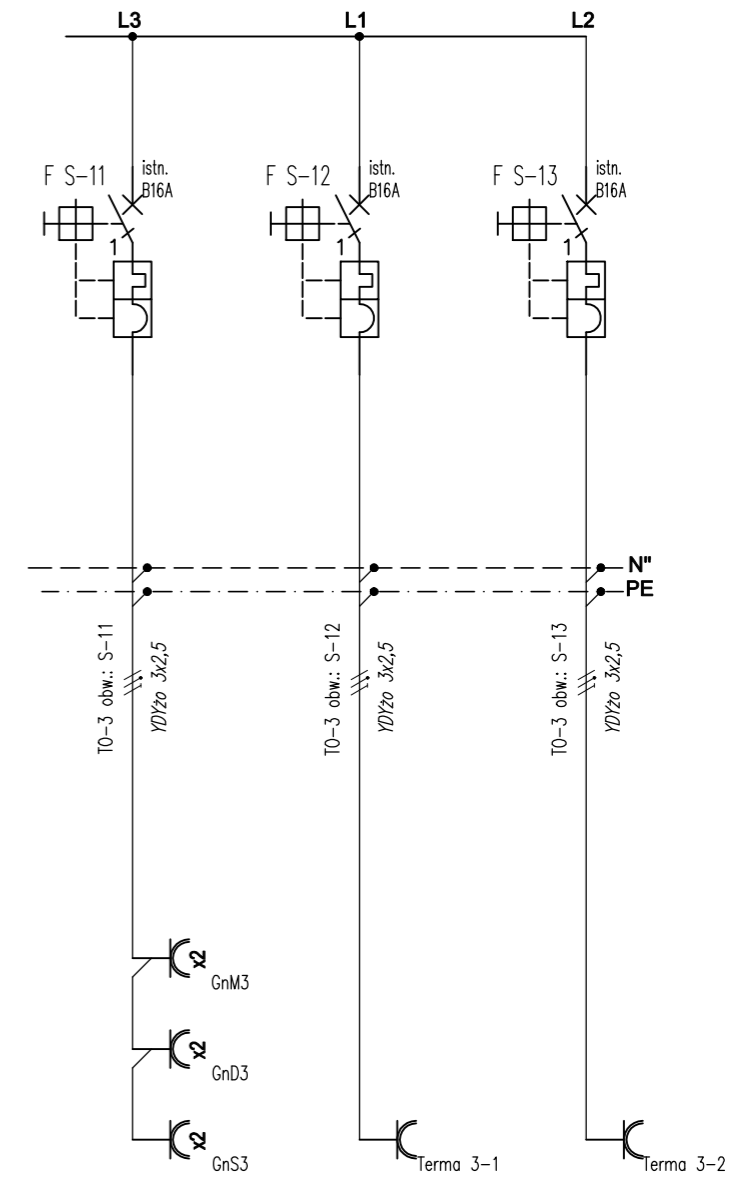 L3
L1
L2
F S-11
istn.
B16A
F S-12
istn.
B16A
F S-13
istn.
B16A
1
1
1
N"
PE
TO-3 obw.: S-11
YDYżo 3x2,5
TO-3 obw.: S-12
YDYżo 3x2,5
TO-3 obw.: S-13
YDYżo 3x2,5
x2
GnM3
x2
GnD3
x2
GnS3
Terma 3-1
Terma 3-2